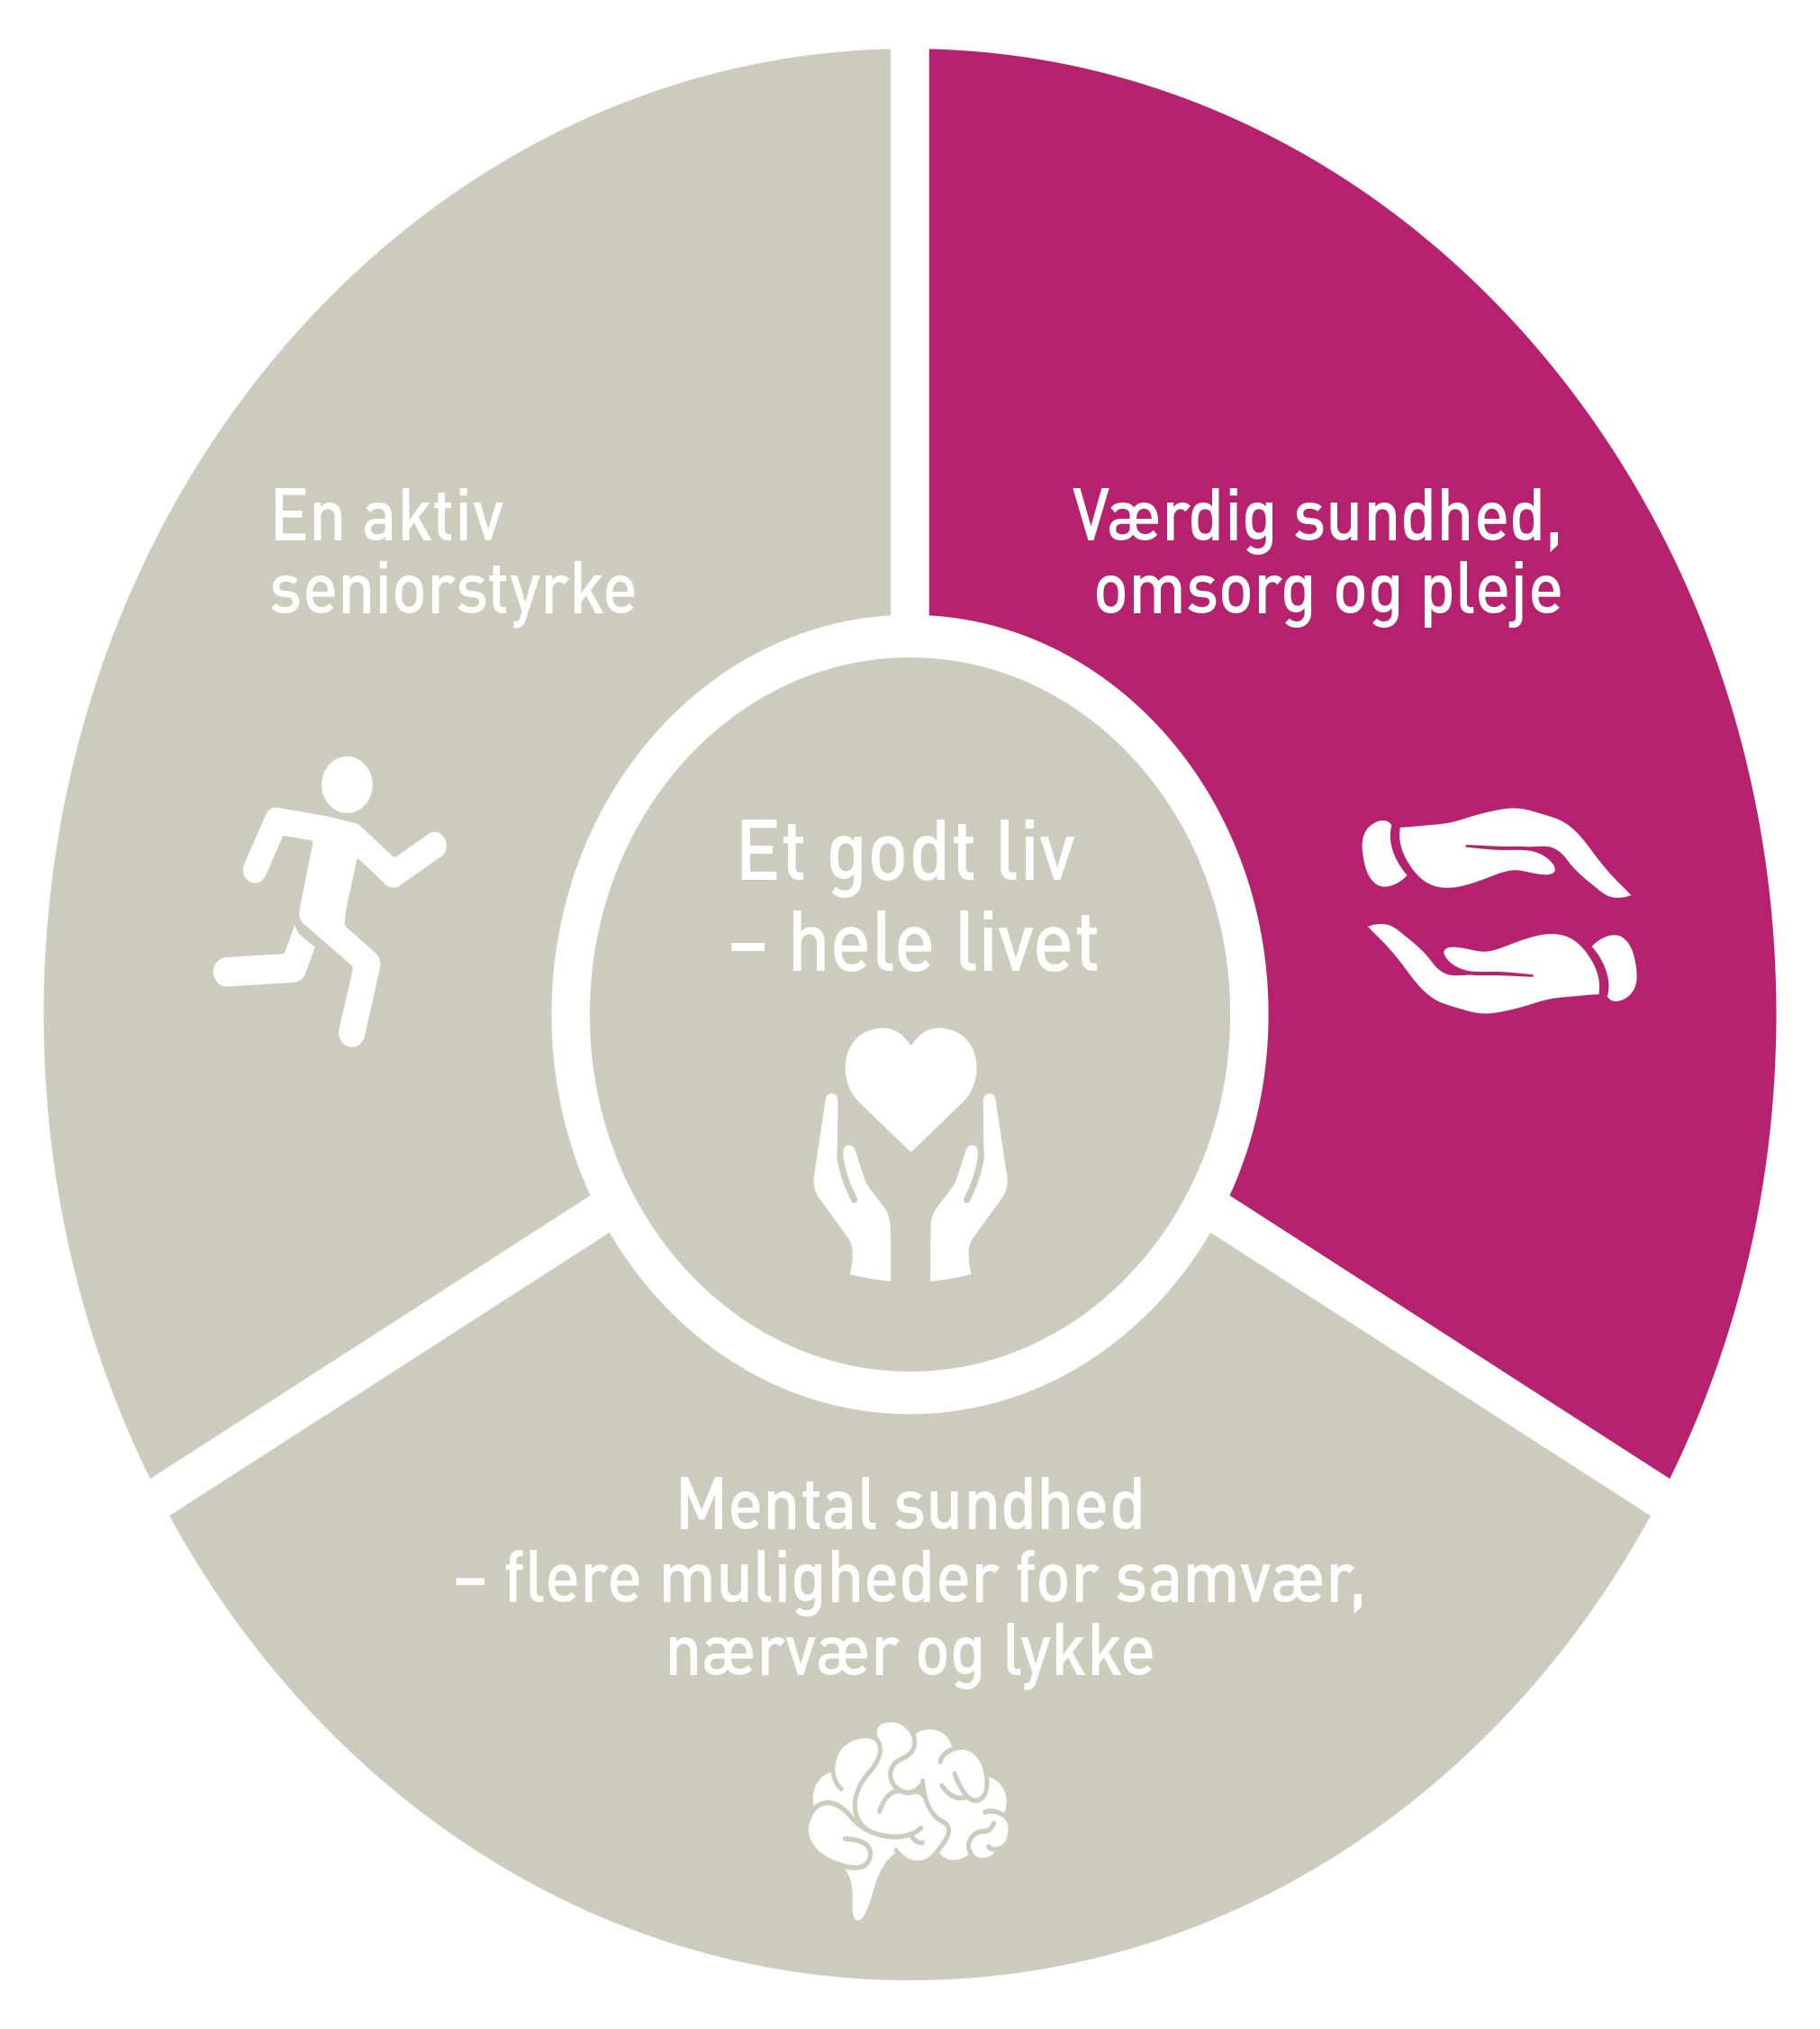 En aktiv
seniorstyrke
Værdig sundhed,
omsorg og pleje
Et godt liv
– hele livet
Mental sundhed
– flere muligheder for samvær,
nærvær og lykke